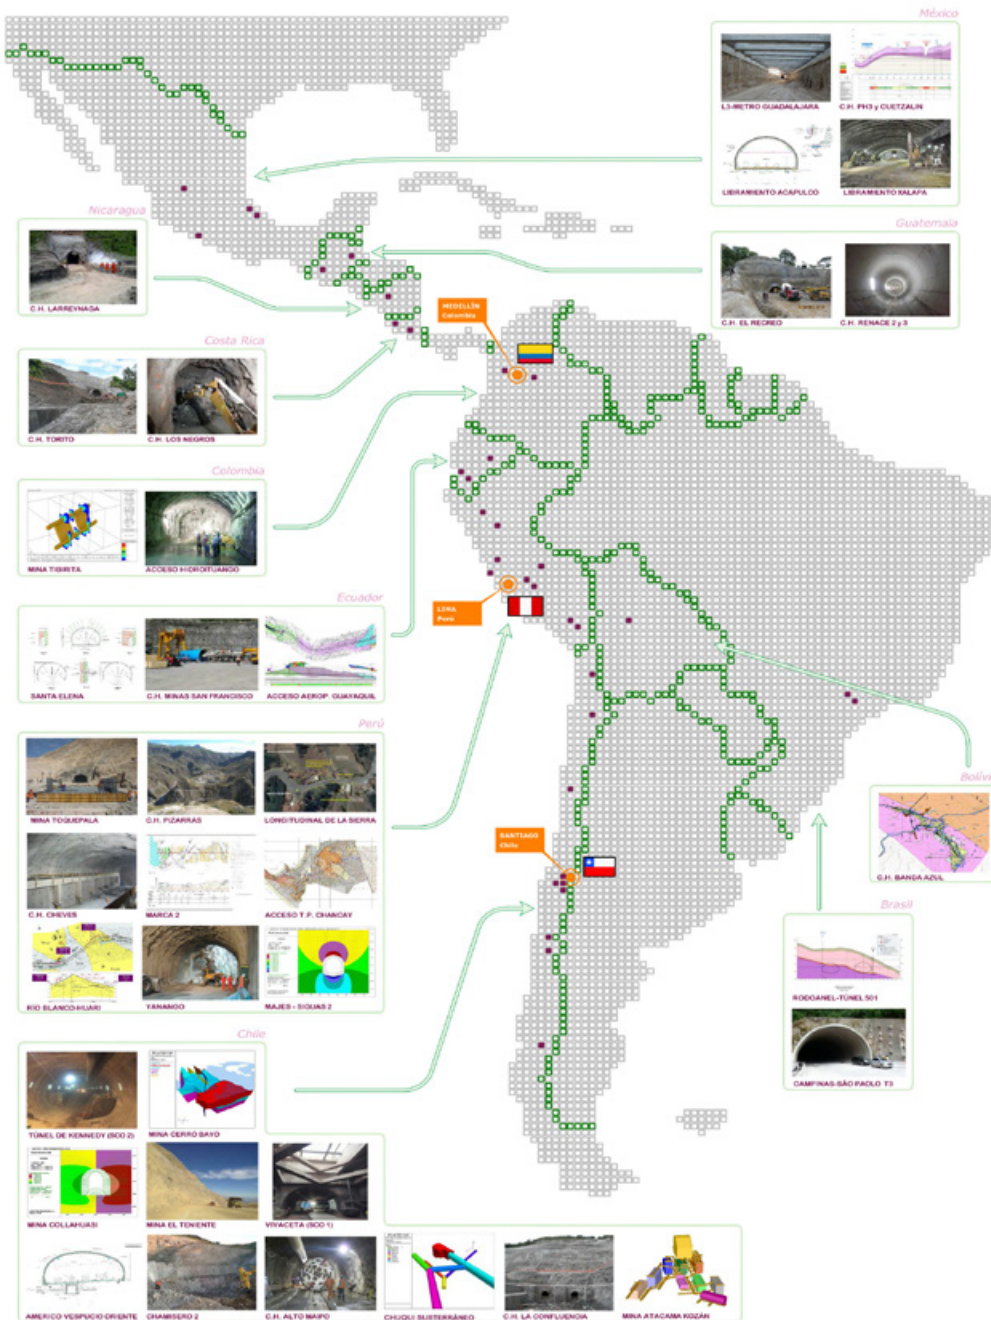 México
L3-METRO GUADALAJARA
C.H. PH3 y CUETZALIN
LIBRAMIENTO ACAPULCO
LIBRAMIENTO XALAPA
Nicaragua
C.H. LARREYNAGA
Guatemala
C.H. EL RECREO
C.H. RENACE 2 y 3
MEDELLÍN
Colombia
Costa Rica
C.H. TORITO
C.H. LOS NEGROS
Colombia
MINA TIBIRITA
ACCESO HIDROITUANGO
Ecuador
SANTA ELENA
C.H. MINAS SAN FRANCISCO
ACCESO AEROP. GUAYAQUIL
LIMA
Perú
Perú
MINA TOQUEPALA
C.H. PIZARRAS
LONGITUDINAL DE LA SIERRA
C.H. CHEVES
MARCA 2
ACCESO T.P. CHANCAY
RÍO BLANCO-HUARI
YANANGO
MAJES - SIGUAS 2
SANTIAGO
Chile
Bolivi
C.H. BANDA AZUL
Brasil
RODOANEL-TÚNEL 501
CAMPINAS-SÃO PAOLO T3
Chile
TÚNEL DE KENNEDY (SCO 2)
MINA CERRO BAYO
MINA COLLAHUASI
MINA EL TENIENTE
VIVACETA (SCO 1)
AMERICO VESPUCIO ORIENTE
CHAMISERO 2
C.H. ALTO MAIPO
CHUQUI SUBTERRÁNEO
C.H. LA CONFLUENCIA
MINA ATACAMA KOZÁN